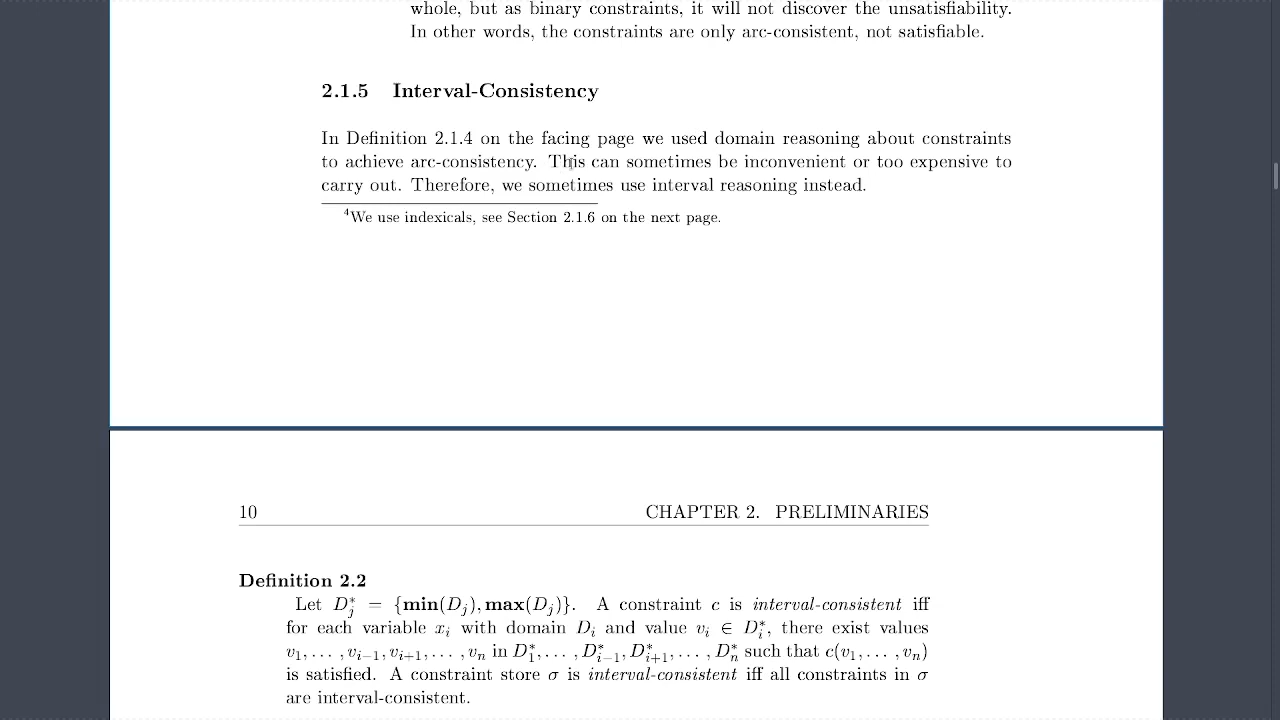 whole, but as binary constraints, it will not discover the unsatisfiability.
In other words, the constraints are only arc-consistent, not satisfiable.
2.1.5 Interval-Consistency
In Definition 2.1.4 on the facing page we used domain reasoning about constraints
to achieve arc-consistency. This can sometimes be inconvenient or too expensive to
carry out. Therefore, we sometimes use interval reasoning instead.
⁴We use indexicals, see Section 2.1.6 on the next page.
10 CHAPTER 2. PRELIMINARIES
Definition 2.2
Let D*ⱼ = {min(Dⱼ), max(Dⱼ)}. A constraint c is interval-consistent iff
for each variable xᵢ with domain Dᵢ and value vᵢ ∈ D*ᵢ, there exist values
v₁, . . . , vᵢ₋₁, vᵢ₊₁, . . . , vₙ in D*₁, . . . , D*ᵢ₋₁, D*ᵢ₊₁, . . . , D*ₙ such that c(v₁, . . . , vₙ)
is satisfied. A constraint store σ is interval-consistent iff all constraints in σ
are interval-consistent.